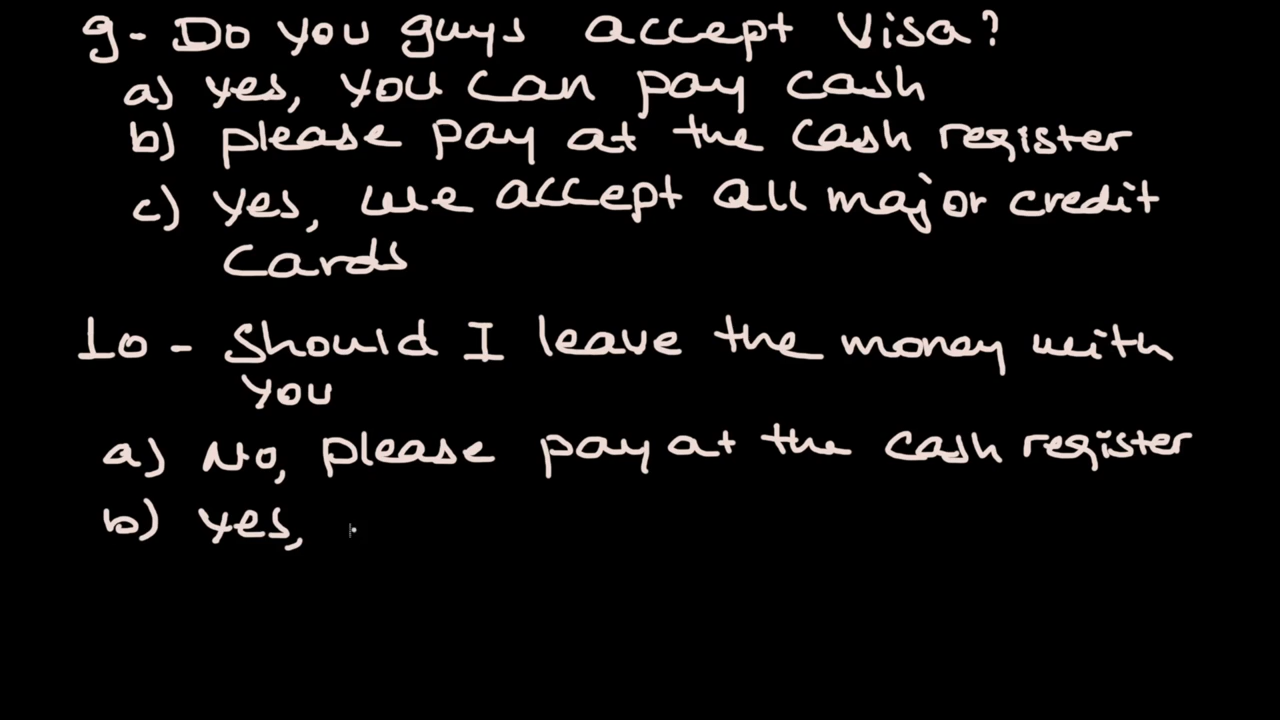 9- Do you guys accept Visa?
a) yes, you can pay cash
b) please pay at the cash register
c) yes, we accept all major credit
cards
10 - Should I leave the money with
you
a) No, please pay at the cash register
b) yes,